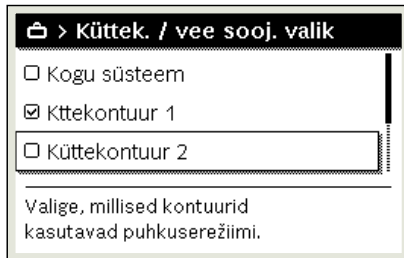 > Küttek. / vee sooj. valik
Kogu süsteem
Kttekontuur 1
Küttekontuur 2
Valige, millised kontuurid
kasutavad puhkuserežiimi.